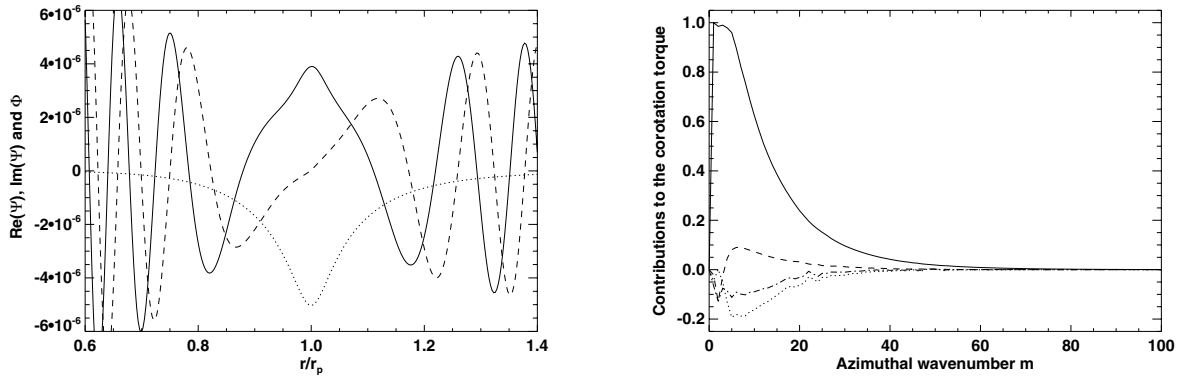 6•10⁻⁶
4•10⁻⁶
2•10⁻⁶
0
-2•10⁻⁶
-4•10⁻⁶
-6•10⁻⁶
Re(Ψ), Im(Ψ) and Φ
0.6 0.8 1.0 1.2 1.4
r/rₚ
1.0
0.8
0.6
0.4
0.2
0.0
-0.2
Contributions to the corotation torque
0 20 40 60 80 100
Azimuthal wavenumber m